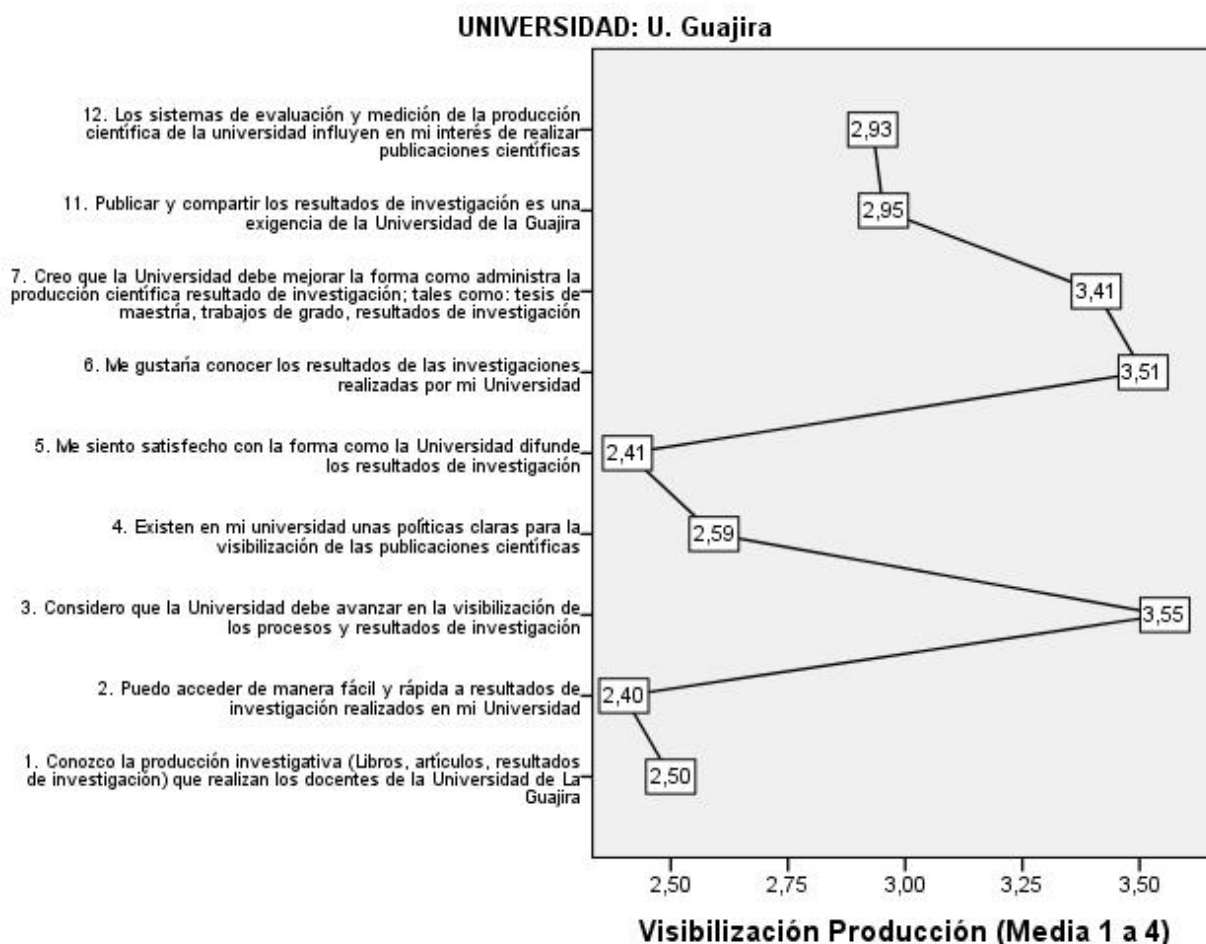 UNIVERSIDAD: U. Guajira
12. Los sistemas de evaluación y medición de la producción
científica de la universidad influyen en mi interés de realizar
publicaciones científicas
2,93
11. Publicar y compartir los resultados de investigación es una
exigencia de la Universidad de la Guajira
2,95
7. Creo que la Universidad debe mejorar la forma como administra la
producción científica resultado de investigación; tales como: tesis de
maestría, trabajos de grado, resultados de investigación
3,41
6. Me gustaría conocer los resultados de las investigaciones
realizadas por mi Universidad
3,51
5. Me siento satisfecho con la forma como la Universidad difunde
los resultados de investigación
2,41
4. Existen en mi universidad unas políticas claras para la
visibilización de las publicaciones científicas
2,59
3. Considero que la Universidad debe avanzar en la visibilización de
los procesos y resultados de investigación
3,55
2. Puedo acceder de manera fácil y rápida a resultados de
investigación realizados en mi Universidad
2,40
1. Conozco la producción investigativa (Libros, artículos, resultados
de investigación) que realizan los docentes de la Universidad de La
Guajira
2,50
2,50 2,75 3,00 3,25 3,50
Visibilización Producción (Media 1 a 4)